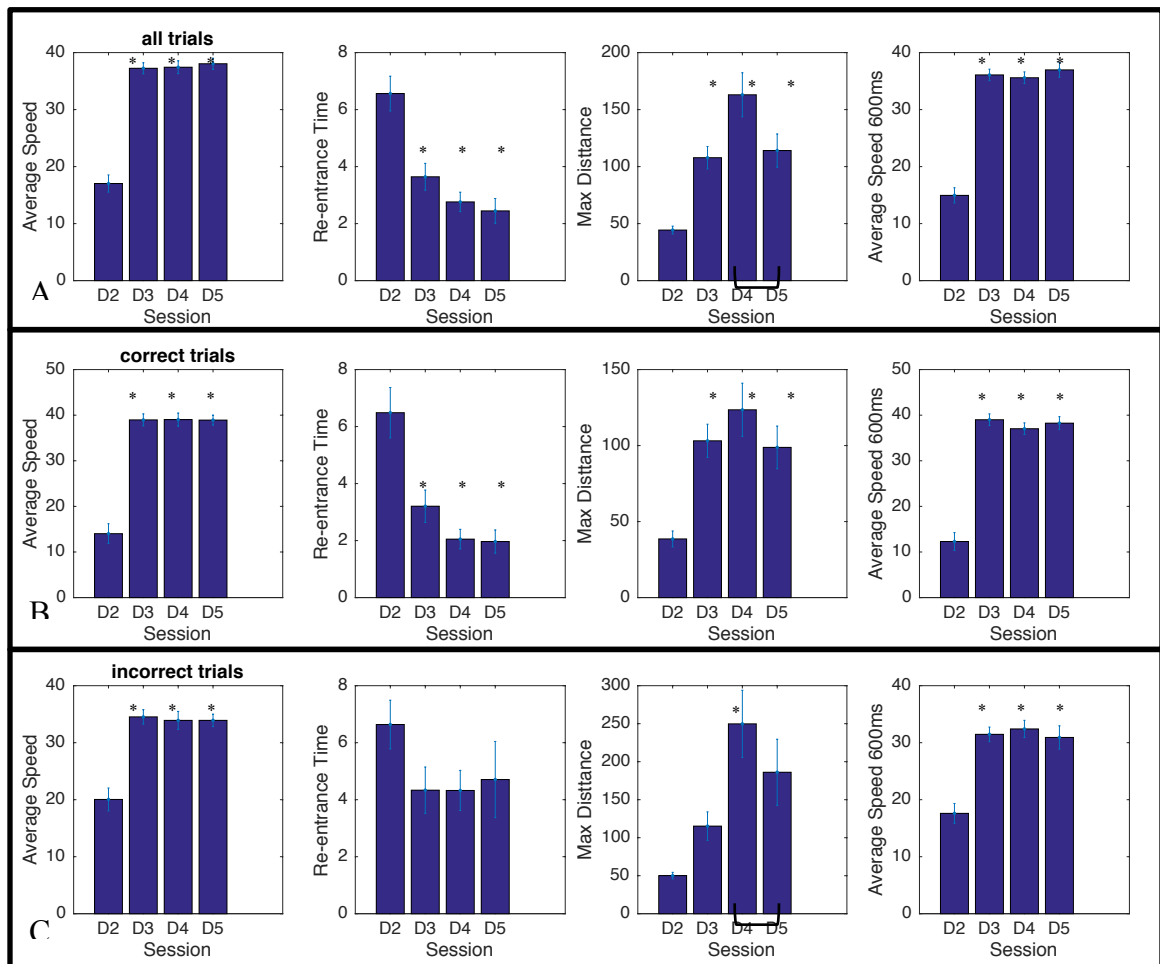 all trials
Average Speed
40
30
20
10
0
* * *
D2 D3 D4 D5
Session
Re-entrance Time
8
6
4
2
0
* * *
D2 D3 D4 D5
Session
Max Disttance
200
150
100
50
0
* * *
D2 D3 D4 D5
Session
Average Speed 600ms
40
30
20
10
0
* * *
D2 D3 D4 D5
Session
A
correct trials
Average Speed
50
40
30
20
10
0
* * *
D2 D3 D4 D5
Session
Re-entrance Time
8
6
4
2
0
* * *
D2 D3 D4 D5
Session
Max Disttance
150
100
50
0
* * *
D2 D3 D4 D5
Session
Average Speed 600ms
50
40
30
20
10
0
* * *
D2 D3 D4 D5
Session
B
incorrect trials
Average Speed
40
30
20
10
0
* * *
D2 D3 D4 D5
Session
Re-entrance Time
8
6
4
2
0
D2 D3 D4 D5
Session
Max Disttance
300
250
200
150
100
50
0
*
D2 D3 D4 D5
Session
Average Speed 600ms
40
30
20
10
0
* * *
D2 D3 D4 D5
Session
C